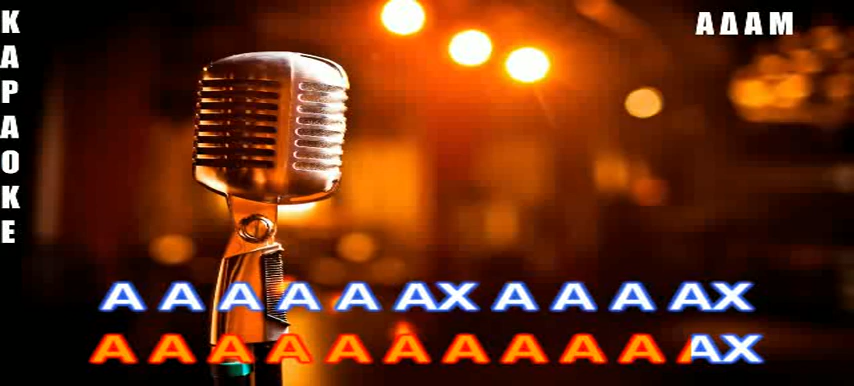 ΚΑΡΑΟΚΕ
ΑΔΑΜ
Α Α Α Α Α ΑΧ Α Α Α ΑΧ
Α Α Α Α Α Α Α Α Α Α ΑΧ